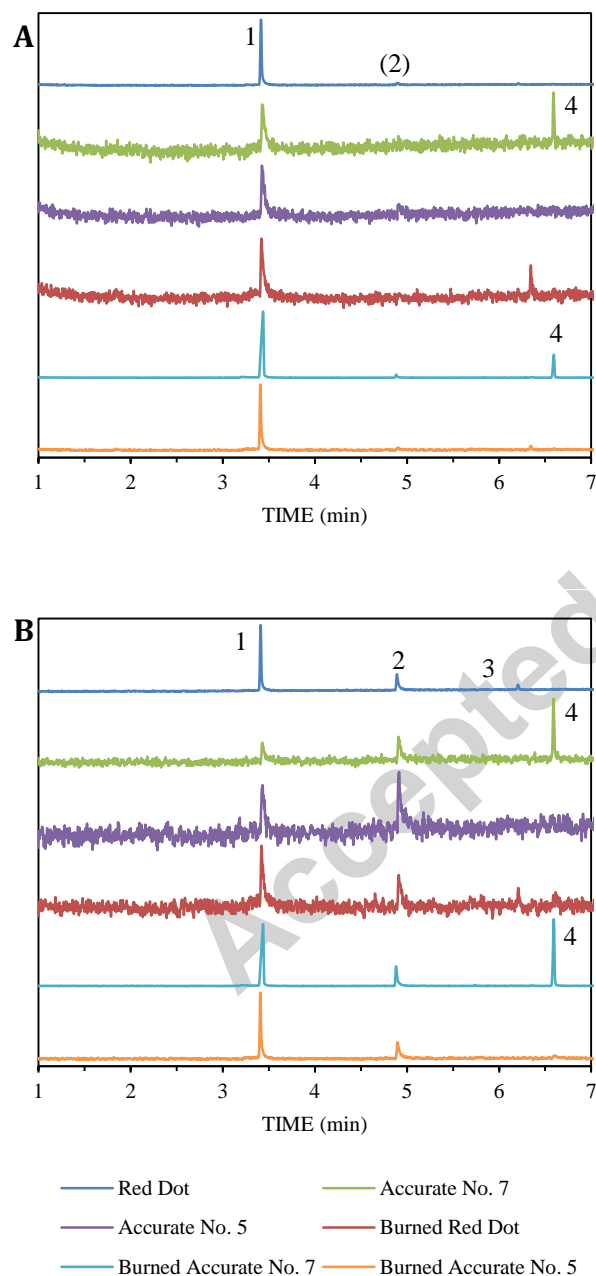 A
1
(2)
4
4
1 2 3 4 5 6 7
TIME (min)
B
1
2
3
4
4
1 2 3 4 5 6 7
TIME (min)
Accepted
Red Dot
Accurate No. 7
Accurate No. 5
Burned Red Dot
Burned Accurate No. 7
Burned Accurate No. 5